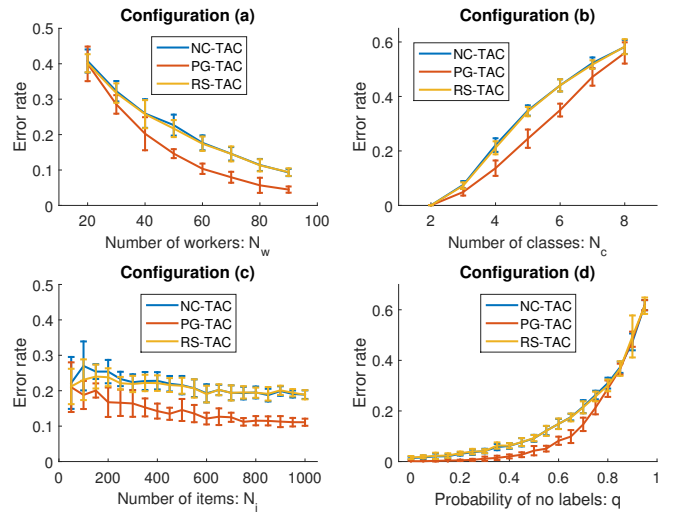 Configuration (a)
0.5
0.4
0.3
0.2
0.1
0
Error rate
NC-TAC
PG-TAC
RS-TAC
20
40
60
80
100
Number of workers: N_w
Configuration (b)
0.6
0.4
0.2
0
Error rate
NC-TAC
PG-TAC
RS-TAC
2
4
6
8
Number of classes: N_c
Configuration (c)
0.5
0.4
0.3
0.2
0.1
0
Error rate
NC-TAC
PG-TAC
RS-TAC
0
200
400
600
800
1000
Number of items: N_i
Configuration (d)
0.6
0.4
0.2
0
Error rate
NC-TAC
PG-TAC
RS-TAC
0
0.2
0.4
0.6
0.8
1
Probability of no labels: q